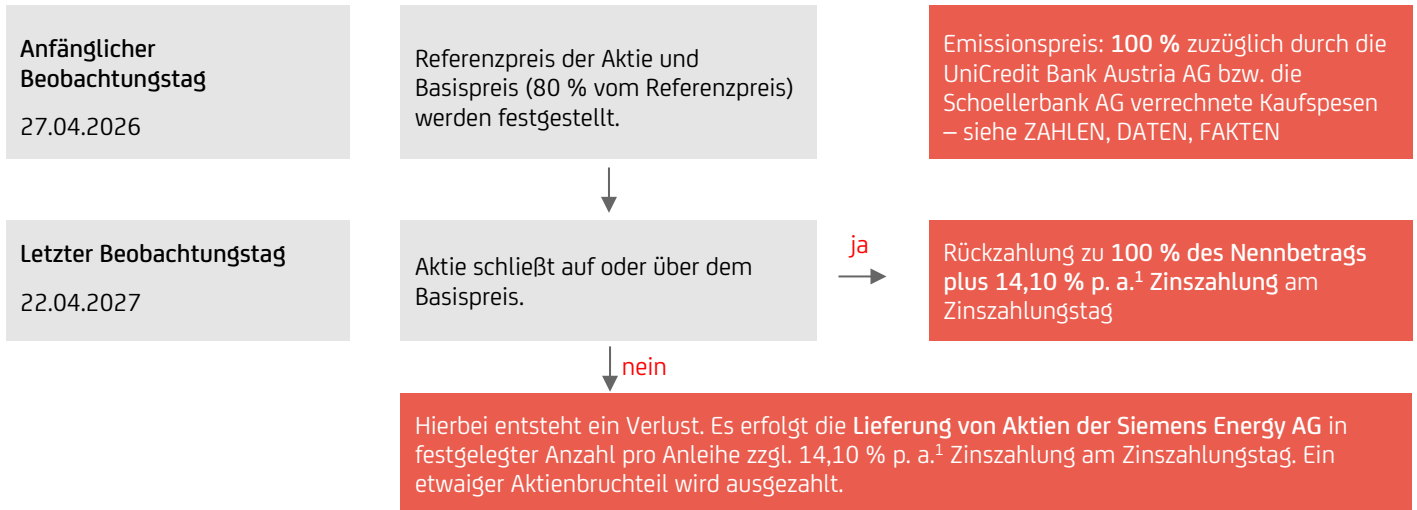 Anfänglicher
Beobachtungstag
27.04.2026
Referenzpreis der Aktie und
Basispreis (80 % vom Referenzpreis)
werden festgestellt.
Emissionspreis: 100 % zuzüglich durch die
UniCredit Bank Austria AG bzw. die
Schoellerbank AG verrechnete Kaufspesen
– siehe ZAHLEN, DATEN, FAKTEN
Letzter Beobachtungstag
22.04.2027
Aktie schließt auf oder über dem
Basispreis.
ja
Rückzahlung zu 100 % des Nennbetrags
plus 14,10 % p. a.¹ Zinszahlung am
Zinszahlungstag
nein
Hierbei entsteht ein Verlust. Es erfolgt die Lieferung von Aktien der Siemens Energy AG in
festgelegter Anzahl pro Anleihe zzgl. 14,10 % p. a.¹ Zinszahlung am Zinszahlungstag. Ein
etwaiger Aktienbruchteil wird ausgezahlt.